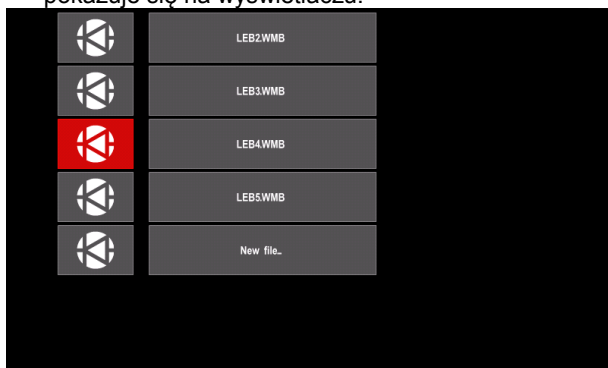 pokazuje się na wyświetlaczu.
LEB2.WMB
LEB3.WMB
LEB4.WMB
LEB5.WMB
New file...